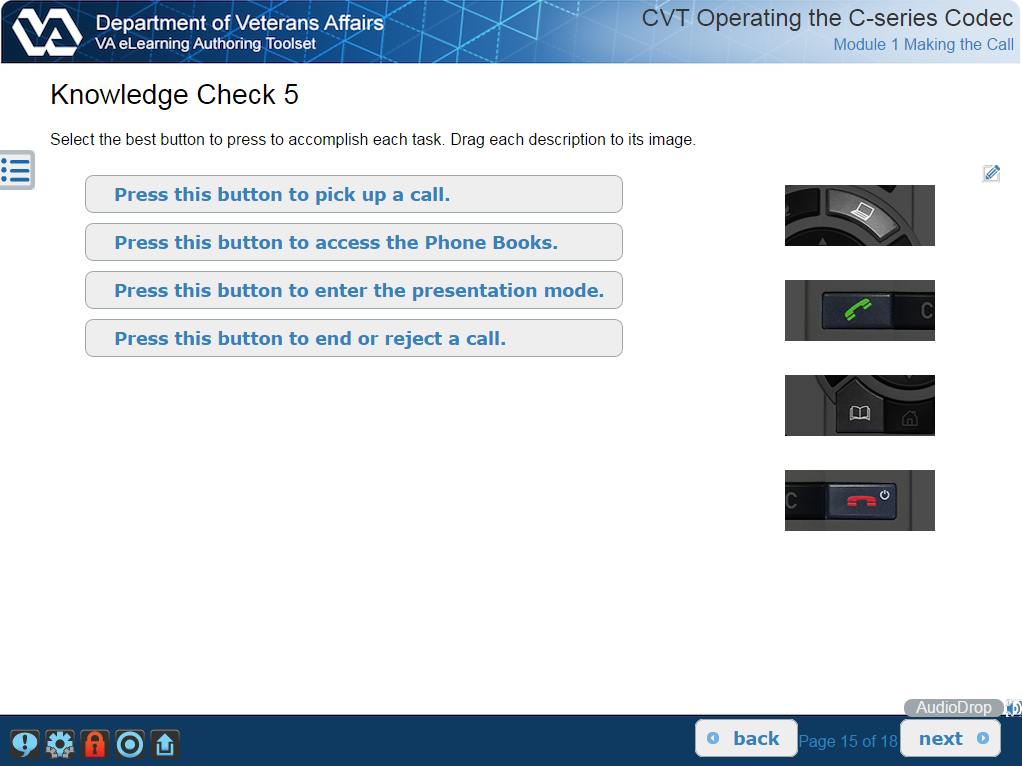 Department of Veterans Affairs
VA eLearning Authoring Toolset
CVT Operating the C-series Codec
Module 1 Making the Call
Knowledge Check 5
Select the best button to press to accomplish each task. Drag each description to its image.
Press this button to pick up a call.
Press this button to access the Phone Books.
Press this button to enter the presentation mode.
Press this button to end or reject a call.
C
C
AudioDrop
back
Page 15 of 18
next